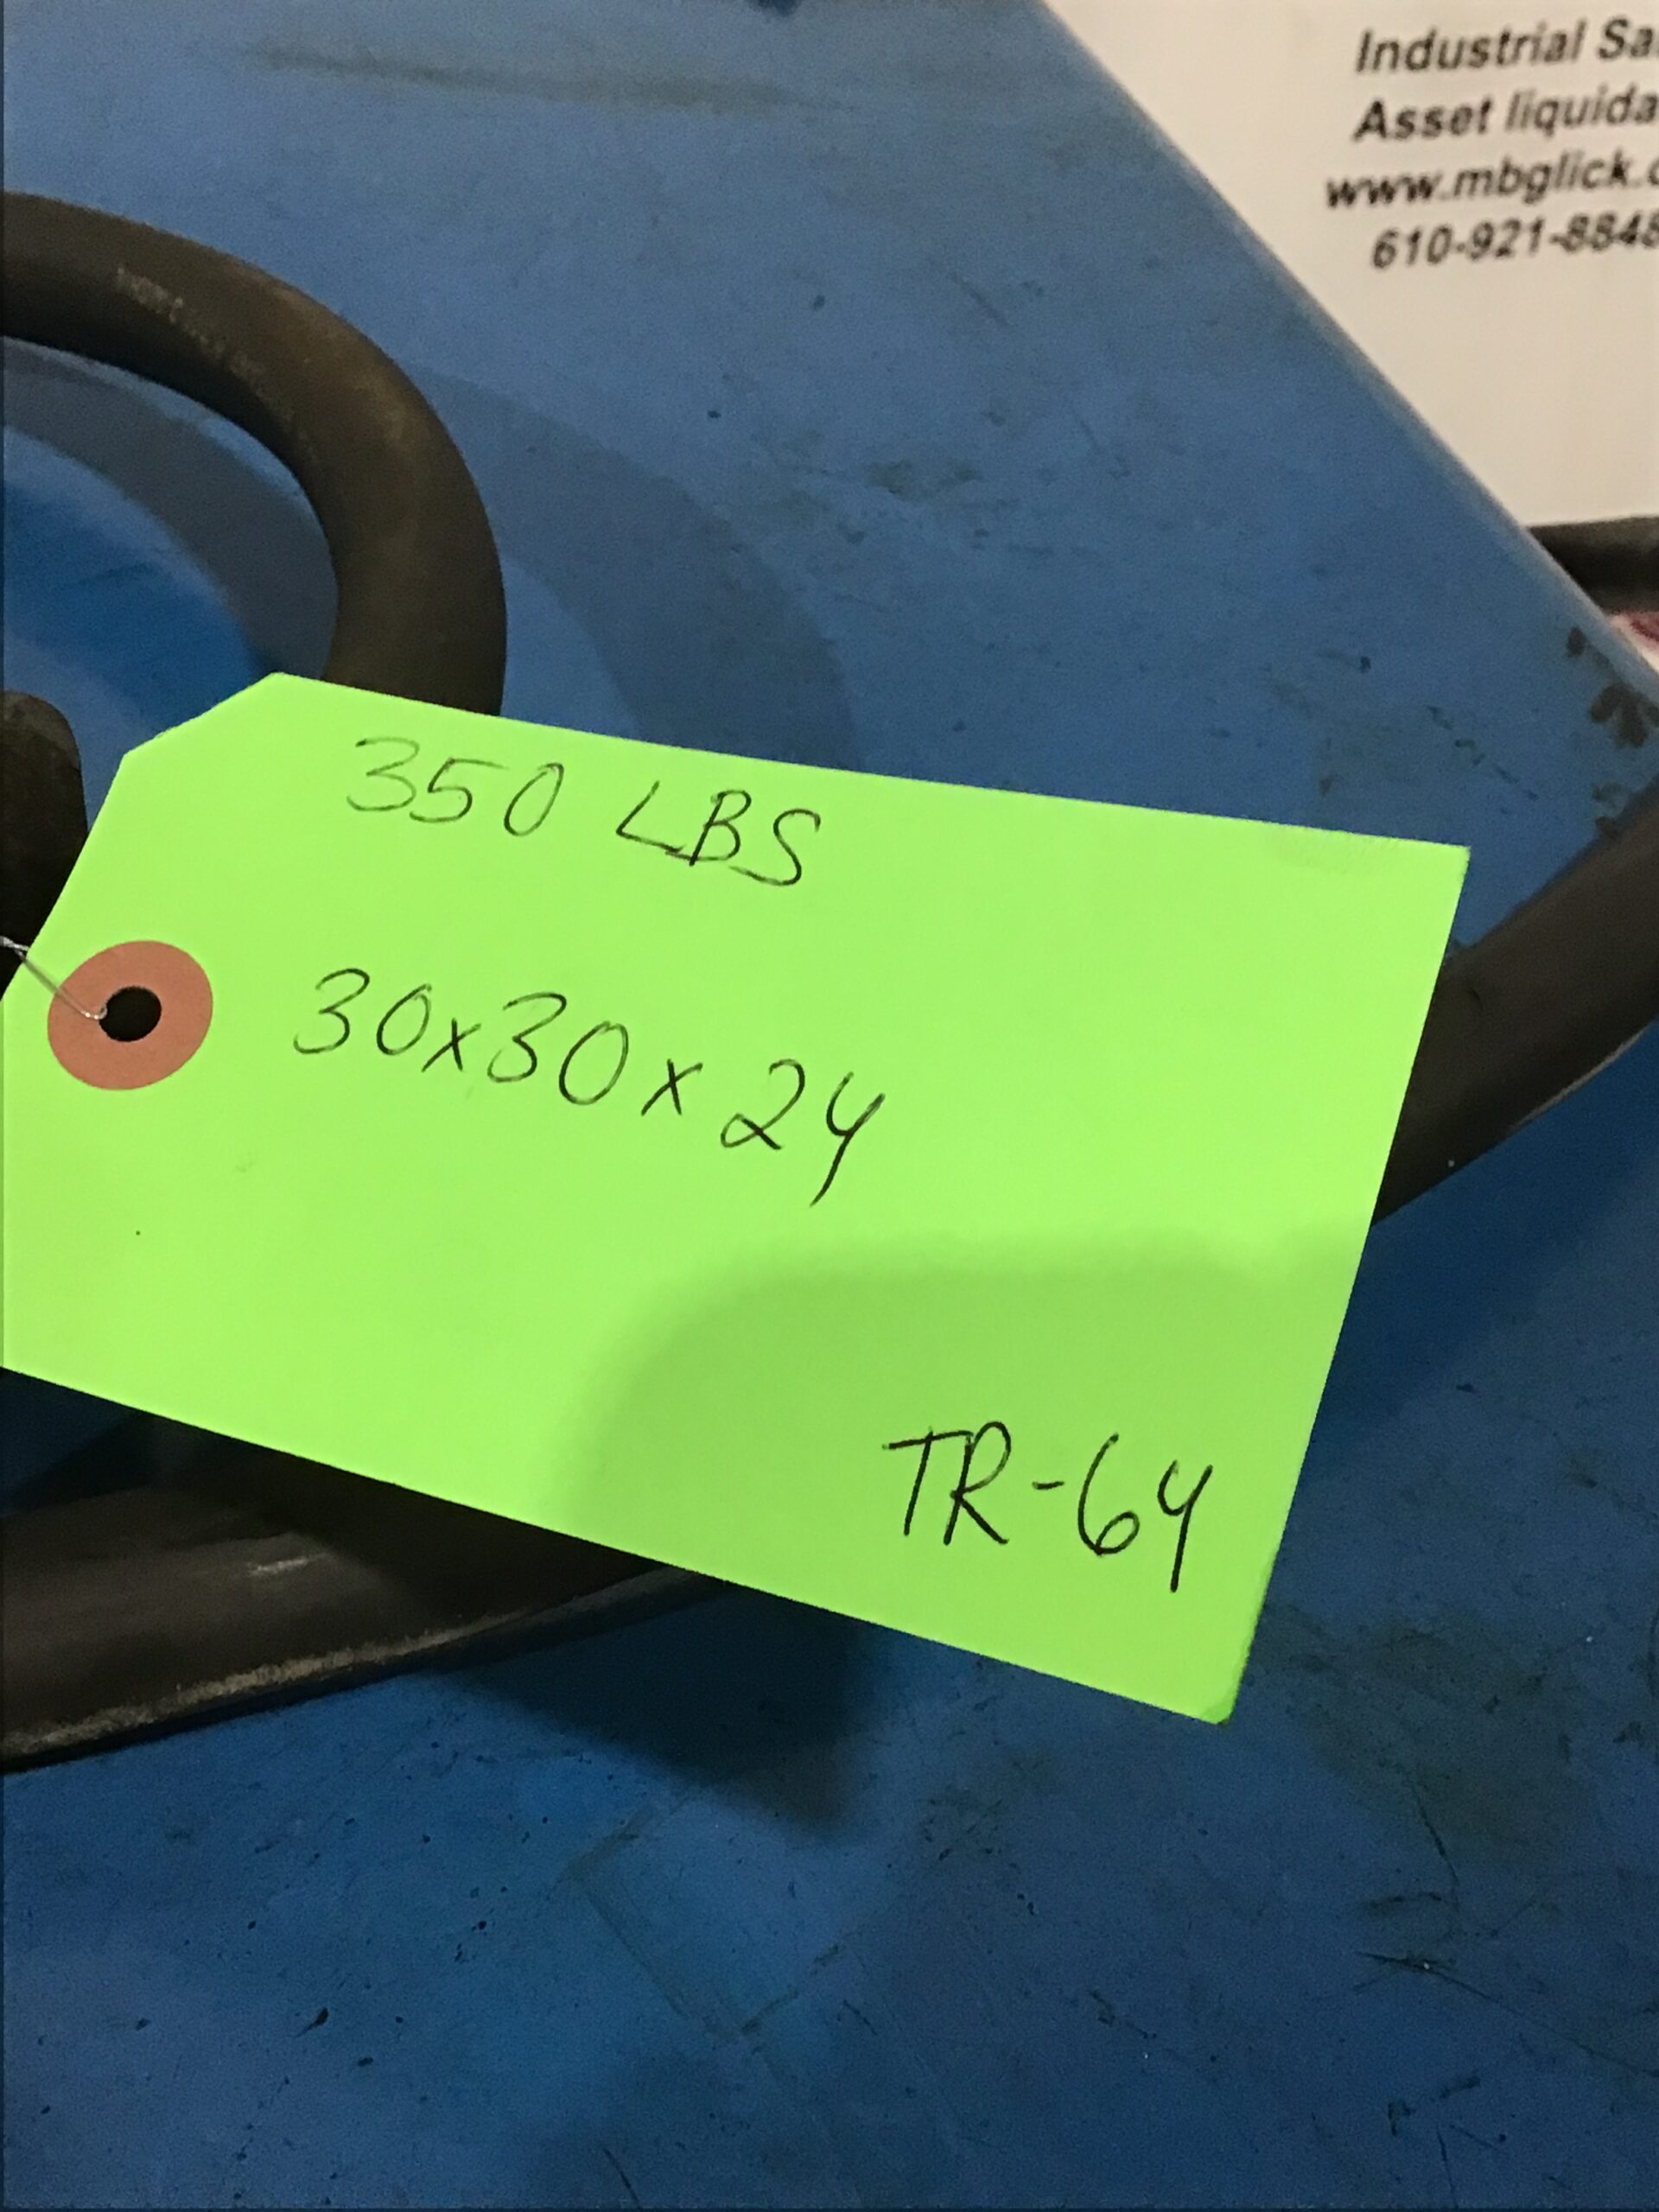 Industrial Sa
Asset liquida
www.mbglick.c
610-921-8848
350 LBS
30x30x24
TR-64